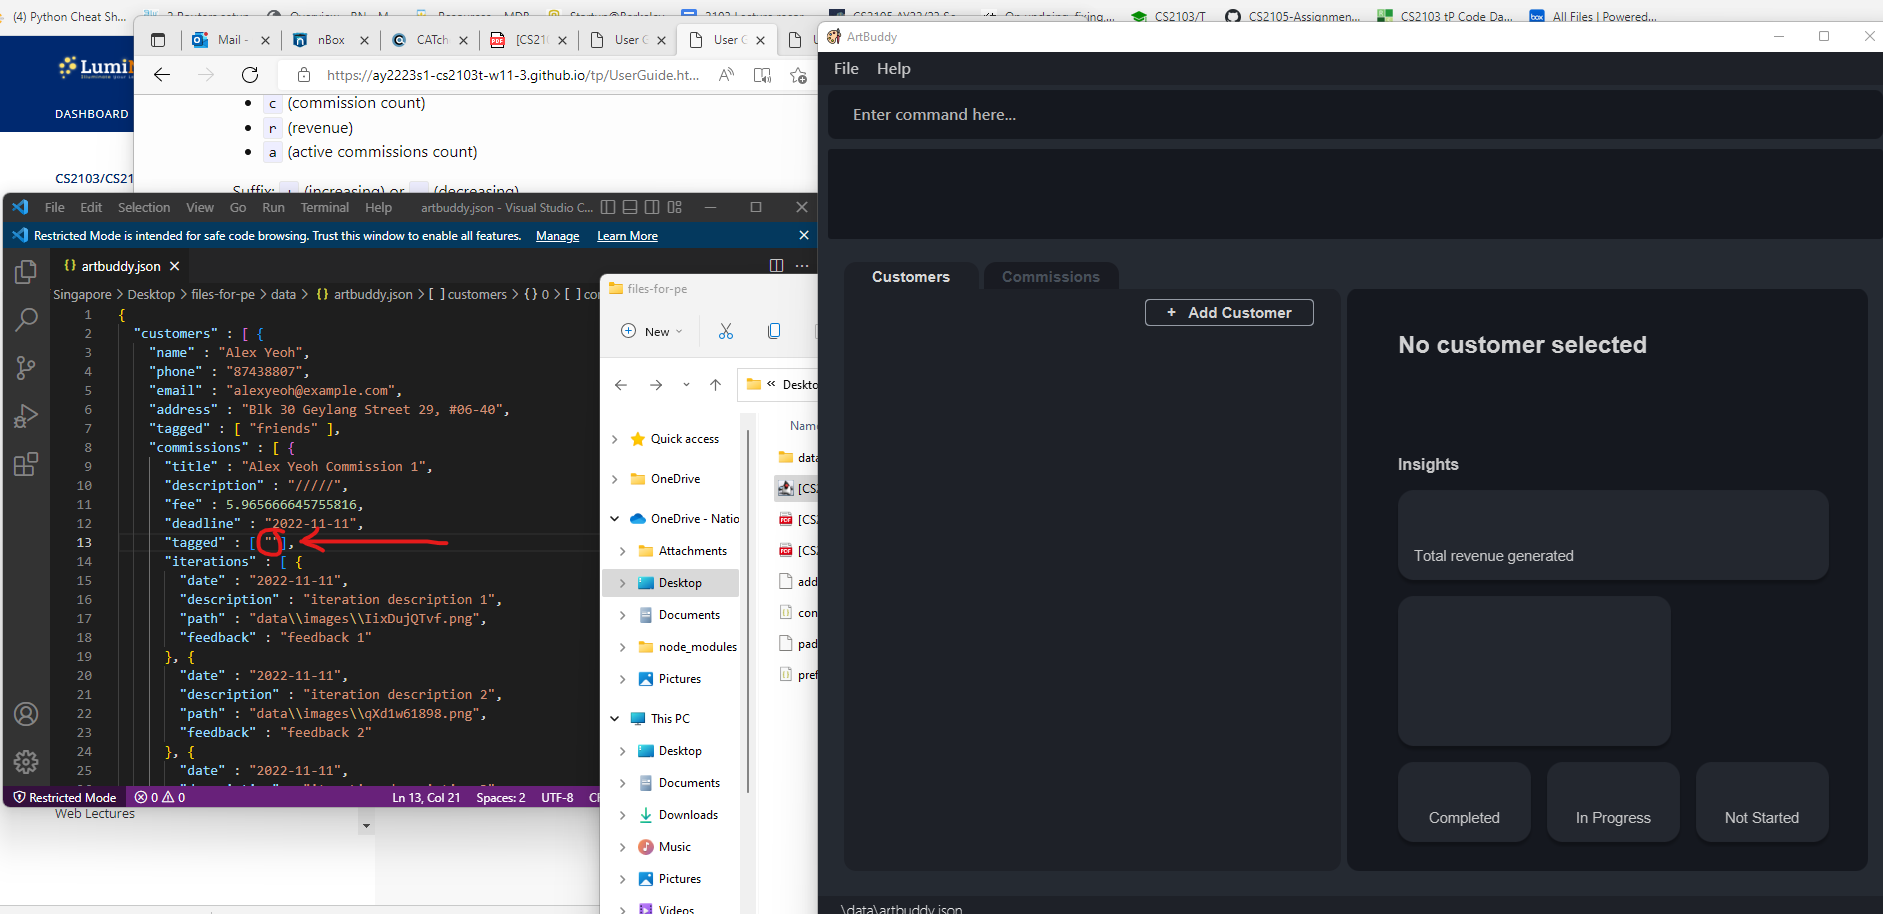 (4) Python Cheat Sh...
CS2103/T
CS2105-Assignmen...
CS2103 tP Code Da...
All Files | Powered...
DASHBOARD
CS2103/CS21
Web Lectures
Mail -
nBox
CATch
[CS210
User G
User G
https://ay2223s1-cs2103t-w11-3.github.io/tp/UserGuide.ht...
c (commission count)
r (revenue)
a (active commissions count)
File Edit Selection View Go Run Terminal Help
artbuddy.json - Visual Studio C...
Restricted Mode is intended for safe code browsing. Trust this window to enable all features. Manage Learn More
{} artbuddy.json
Singapore > Desktop > files-for-pe > data > {} artbuddy.json > [ ] customers > {} 0 > [ ] co
1 {
2 "customers" : [ {
3 "name" : "Alex Yeoh",
4 "phone" : "87438807",
5 "email" : "alexyeoh@example.com",
6 "address" : "Blk 30 Geylang Street 29, #06-40",
7 "tagged" : [ "friends" ],
8 "commissions" : [ {
9 "title" : "Alex Yeoh Commission 1",
10 "description" : "/////",
11 "fee" : 5.965666645755816,
12 "deadline" : "2022-11-11",
13 "tagged" : [ ""],
14 "iterations" : [ {
15 "date" : "2022-11-11",
16 "description" : "iteration description 1",
17 "path" : "data\\images\\IixDujQTvf.png",
18 "feedback" : "feedback 1"
19 }, {
20 "date" : "2022-11-11",
21 "description" : "iteration description 2",
22 "path" : "data\\images\\qXd1w61898.png",
23 "feedback" : "feedback 2"
24 }, {
25 "date" : "2022-11-11",
Restricted Mode 0 0
Ln 13, Col 21 Spaces: 2 UTF-8
files-for-pe
New
« Deskto
Name
Quick access
OneDrive
OneDrive - Natio
Attachments
Desktop
Documents
node_modules
Pictures
This PC
Desktop
Documents
Downloads
Music
Pictures
Videos
data
[CS
[CS
[CS
add
con
pad
pref
ArtBuddy
File Help
Enter command here...
Customers
Commissions
+ Add Customer
No customer selected
Insights
Total revenue generated
Completed
In Progress
Not Started
\data\artbuddy.json